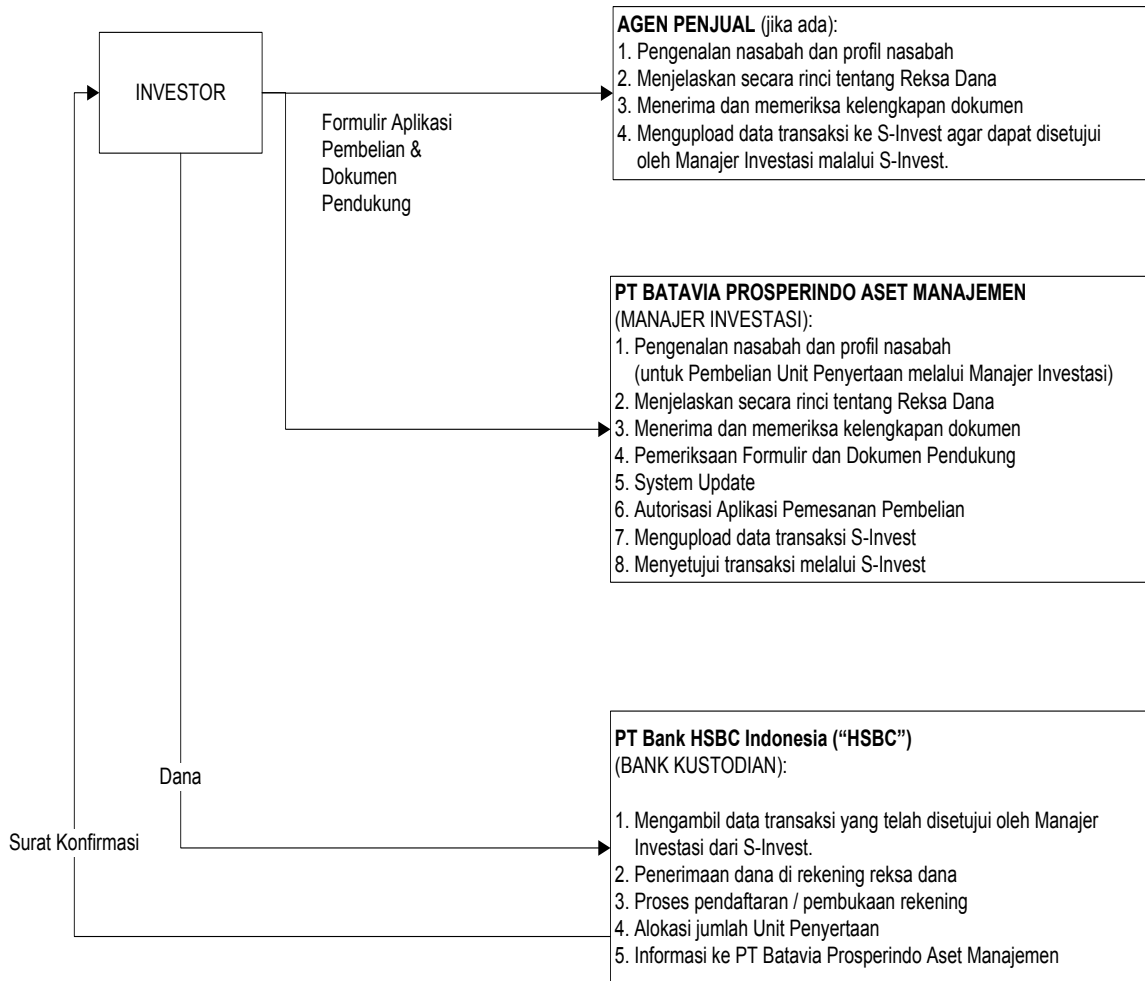 INVESTOR
Formulir Aplikasi
Pembelian &
Dokumen
Pendukung
AGEN PENJUAL (jika ada):
1. Pengenalan nasabah dan profil nasabah
2. Menjelaskan secara rinci tentang Reksa Dana
3. Menerima dan memeriksa kelengkapan dokumen
4. Mengupload data transaksi ke S-Invest agar dapat disetujui
oleh Manajer Investasi malalui S-Invest.
PT BATAVIA PROSPERINDO ASET MANAJEMEN
(MANAJER INVESTASI):
1. Pengenalan nasabah dan profil nasabah
(untuk Pembelian Unit Penyertaan melalui Manajer Investasi)
2. Menjelaskan secara rinci tentang Reksa Dana
3. Menerima dan memeriksa kelengkapan dokumen
4. Pemeriksaan Formulir dan Dokumen Pendukung
5. System Update
6. Autorisasi Aplikasi Pemesanan Pembelian
7. Mengupload data transaksi S-Invest
8. Menyetujui transaksi melalui S-Invest
Dana
Surat Konfirmasi
PT Bank HSBC Indonesia (“HSBC”)
(BANK KUSTODIAN):
1. Mengambil data transaksi yang telah disetujui oleh Manajer
Investasi dari S-Invest.
2. Penerimaan dana di rekening reksa dana
3. Proses pendaftaran / pembukaan rekening
4. Alokasi jumlah Unit Penyertaan
5. Informasi ke PT Batavia Prosperindo Aset Manajemen